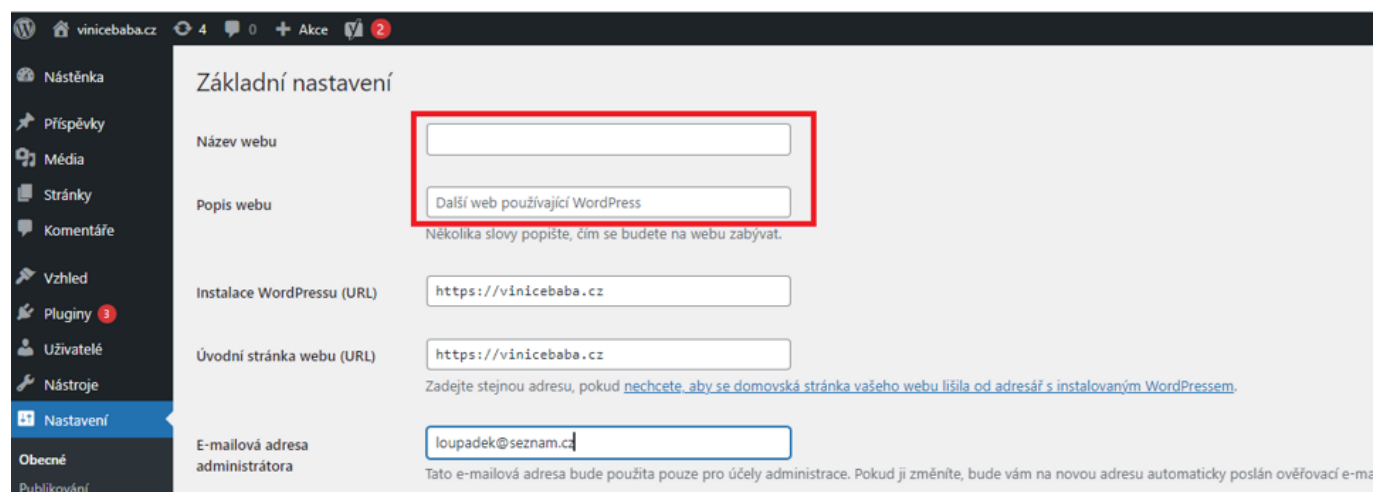 vinicebaba.cz 4 0 + Akce 2
Nástěnka
Příspěvky
Média
Stránky
Komentáře
Vzhled
Pluginy 3
Uživatelé
Nástroje
Nastavení
Obecné
Publikování
Základní nastavení
Název webu
Popis webu
Další web používající WordPress
Několika slovy popište, čím se budete na webu zabývat.
Instalace WordPressu (URL)
https://vinicebaba.cz
Úvodní stránka webu (URL)
https://vinicebaba.cz
Zadejte stejnou adresu, pokud nechcete, aby se domovská stránka vašeho webu lišila od adresář s instalovaným WordPressem.
E-mailová adresa
administrátora
loupadek@seznam.cz
Tato e-mailová adresa bude použita pouze pro účely administrace. Pokud ji změníte, bude vám na novou adresu automaticky poslán ověřovací e-ma